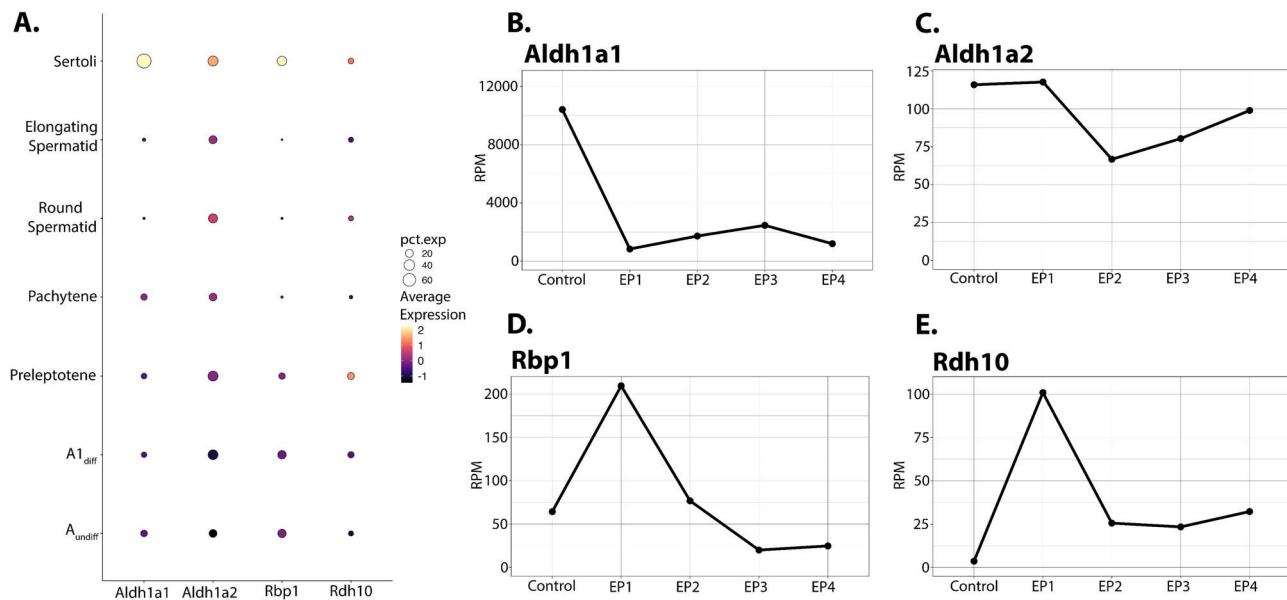 A.
Sertoli
Elongating
Spermatid
Round
Spermatid
Pachytene
Preleptotene
A1diff
Aundiff
Aldh1a1 Aldh1a2 Rbp1 Rdh10
pct.exp
20
40
60
Average
Expression
2
1
0
-1
B.
Aldh1a1
12000
8000
4000
0
RPM
Control EP1 EP2 EP3 EP4
C.
Aldh1a2
125
100
75
50
25
0
RPM
Control EP1 EP2 EP3 EP4
D.
Rbp1
200
150
100
50
0
RPM
Control EP1 EP2 EP3 EP4
E.
Rdh10
100
75
50
25
0
RPM
Control EP1 EP2 EP3 EP4